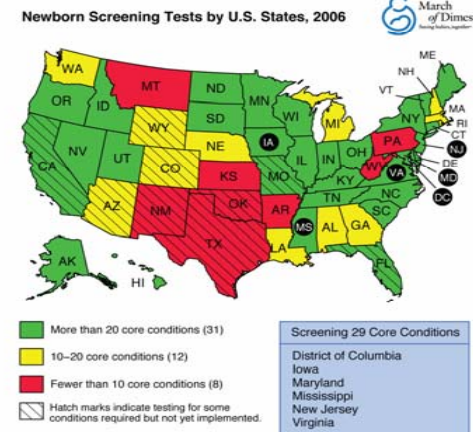 Newborn Screening Tests by U.S. States, 2006
March
of Dimes
Saving babies, together
WA
OR
ID
MT
ND
MN
SD
WI
MI
WY
NE
IA
NV
UT
CO
CA
KS
MO
IL
IN
OH
KY
WV
VA
PA
NY
VT
NH
ME
MA
RI
CT
NJ
DE
MD
DC
AZ
NM
OK
TX
AR
LA
MS
AL
GA
TN
NC
SC
FL
AK
HI
More than 20 core conditions (31)
10–20 core conditions (12)
Fewer than 10 core conditions (8)
Hatch marks indicate testing for some
conditions required but not yet implemented.
Screening 29 Core Conditions
District of Columbia
Iowa
Maryland
Mississippi
New Jersey
Virginia